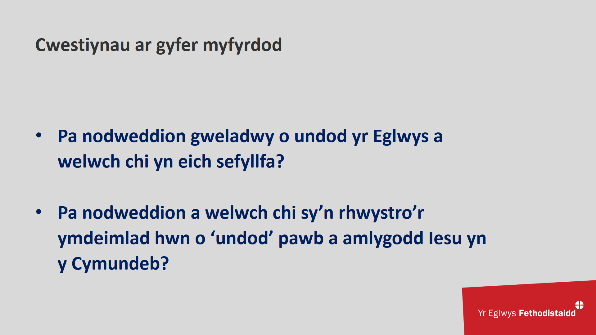 Cwestiynau ar gyfer myfyrdod
• Pa nodweddion gweladwy o undod yr Eglwys a
welwch chi yn eich sefyllfa?
• Pa nodweddion a welwch chi sy’n rhwystro’r
ymdeimlad hwn o ‘undod’ pawb a amlygodd Iesu yn
y Cymundeb?
Yr Eglwys Fethodistaidd